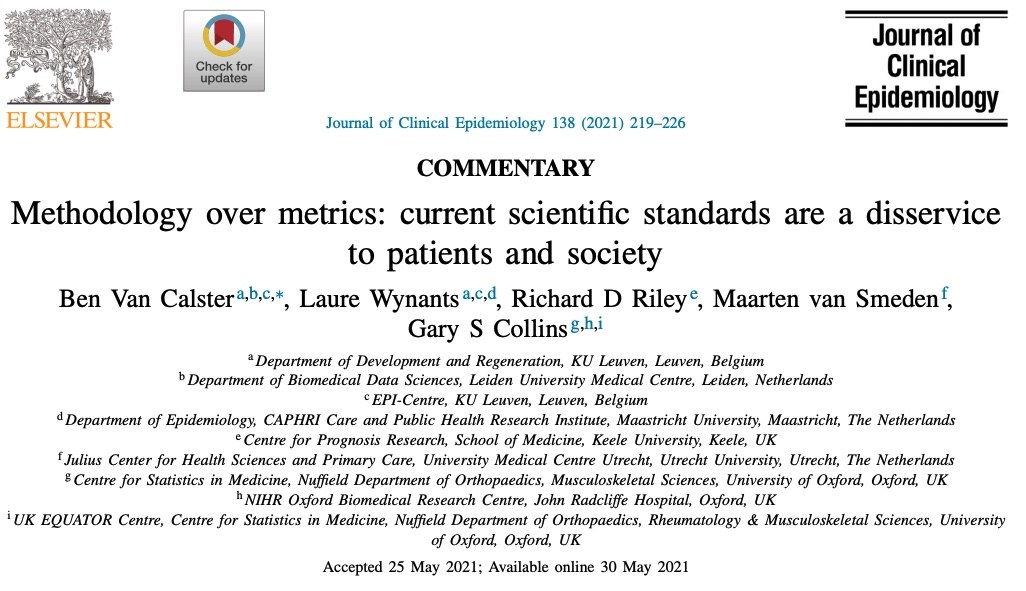 ELSEVIER
Check for
updates
Journal of
Clinical
Epidemiology
Journal of Clinical Epidemiology 138 (2021) 219–226
COMMENTARY
Methodology over metrics: current scientific standards are a disservice
to patients and society
Ben Van Calster a,b,c,*, Laure Wynants a,c,d, Richard D Riley e, Maarten van Smeden f,
Gary S Collins g,h,i
a Department of Development and Regeneration, KU Leuven, Leuven, Belgium
b Department of Biomedical Data Sciences, Leiden University Medical Centre, Leiden, Netherlands
c EPI-Centre, KU Leuven, Leuven, Belgium
d Department of Epidemiology, CAPHRI Care and Public Health Research Institute, Maastricht University, Maastricht, The Netherlands
e Centre for Prognosis Research, School of Medicine, Keele University, Keele, UK
f Julius Center for Health Sciences and Primary Care, University Medical Centre Utrecht, Utrecht University, Utrecht, The Netherlands
g Centre for Statistics in Medicine, Nuffield Department of Orthopaedics, Musculoskeletal Sciences, University of Oxford, Oxford, UK
h NIHR Oxford Biomedical Research Centre, John Radcliffe Hospital, Oxford, UK
i UK EQUATOR Centre, Centre for Statistics in Medicine, Nuffield Department of Orthopaedics, Rheumatology & Musculoskeletal Sciences, University
of Oxford, Oxford, UK
Accepted 25 May 2021; Available online 30 May 2021